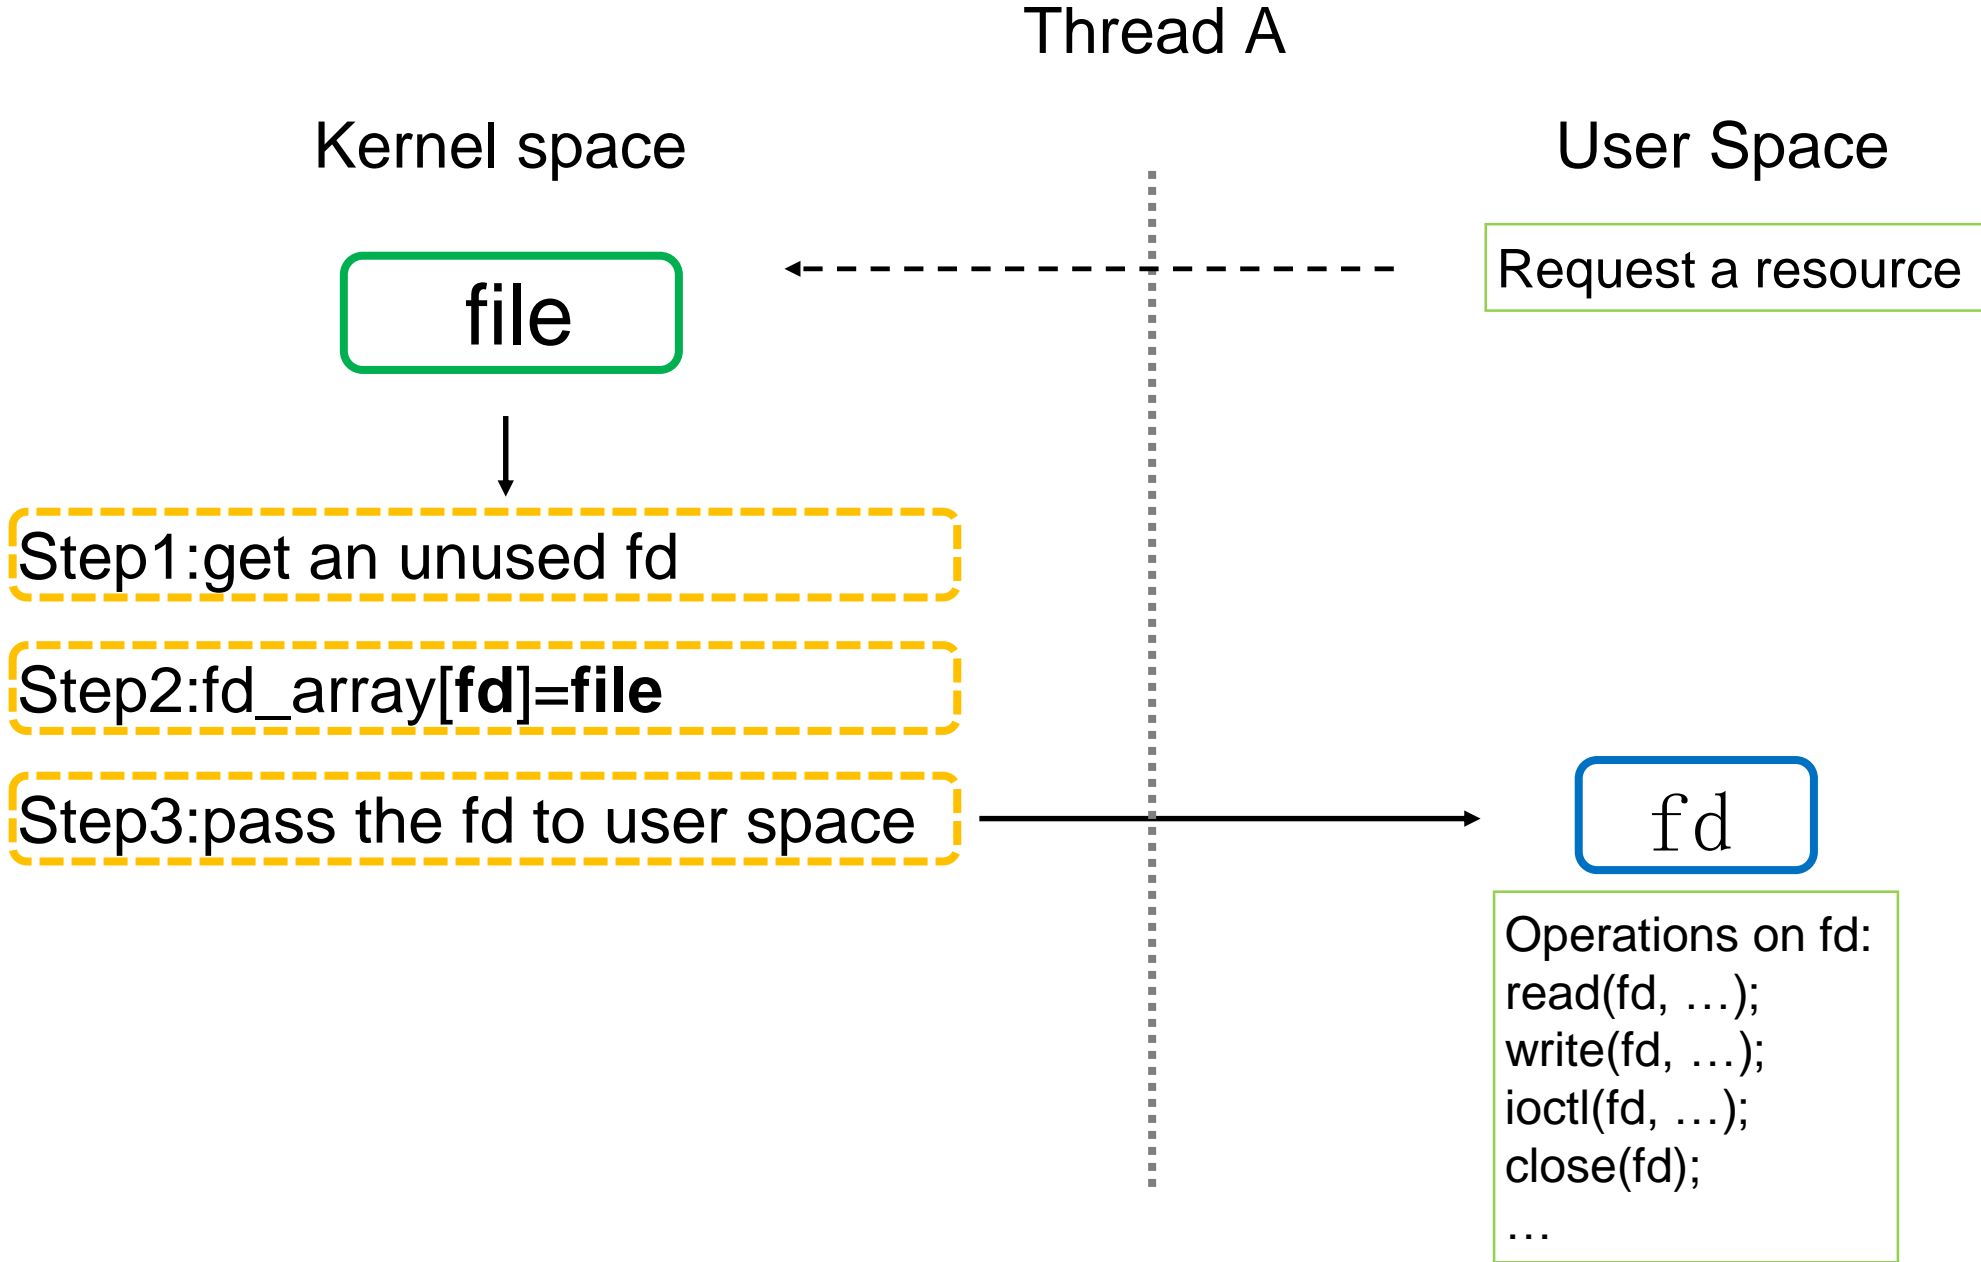 Thread A
Kernel space
User Space
Request a resource
file
Step1:get an unused fd
Step2:fd_array[fd]=file
Step3:pass the fd to user space
fd
Operations on fd:
read(fd, …);
write(fd, …);
ioctl(fd, …);
close(fd);
…